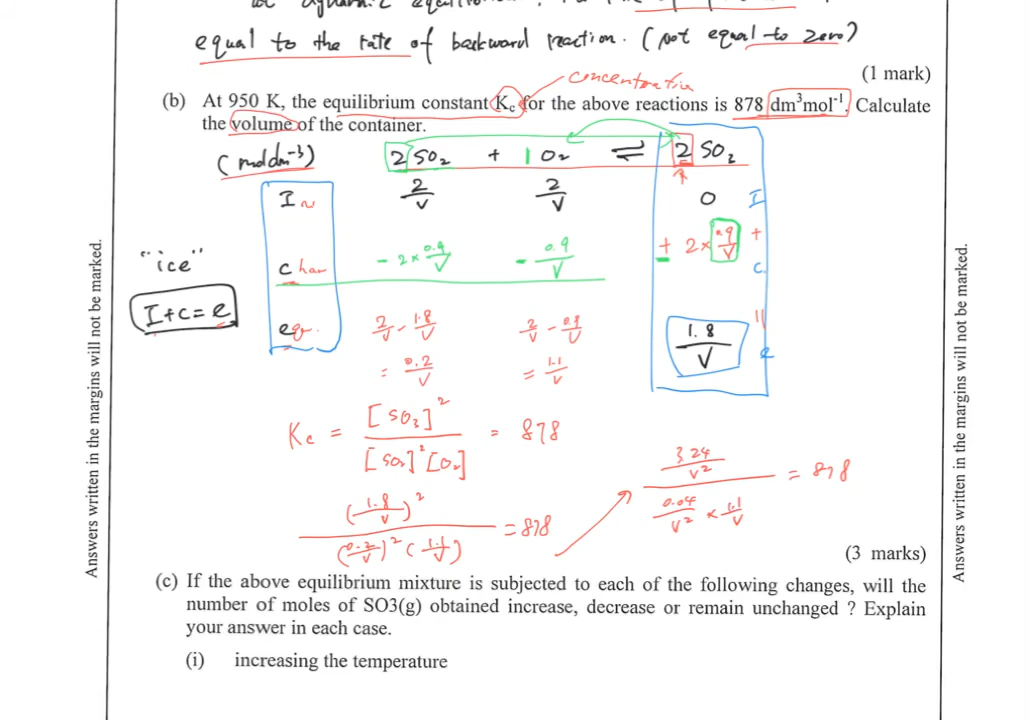 equal to the rate of backward reaction. (not equal to zero)
(1 mark)
concentration
(b) At 950 K, the equilibrium constant Kc for the above reactions is 878 dm³mol⁻¹. Calculate
the volume of the container.
(mol dm⁻³) 2 SO₂ + 1 O₂ ⇌ 2 SO₂
In 2/V 2/V 0 I
"ice" Chan - 2 × 0.9/V - 0.9/V + 2 × 0.9/V + C
I + C = e
eq. 2/V - 1.8/V 2/V - 0.9/V 1.8/V || e
= 0.2/V = 1.1/V
Kc = [SO₃]² / [SO₂]² [O₂] = 878
(1.8/V)² / (0.2/V)² (1.1/V) = 878
3.24/V² / 0.04/V² × 1.1/V = 878
(3 marks)
(c) If the above equilibrium mixture is subjected to each of the following changes, will the
number of moles of SO3(g) obtained increase, decrease or remain unchanged ? Explain
your answer in each case.
(i) increasing the temperature
Answers written in the margins will not be marked.
Answers written in the margins will not be marked.